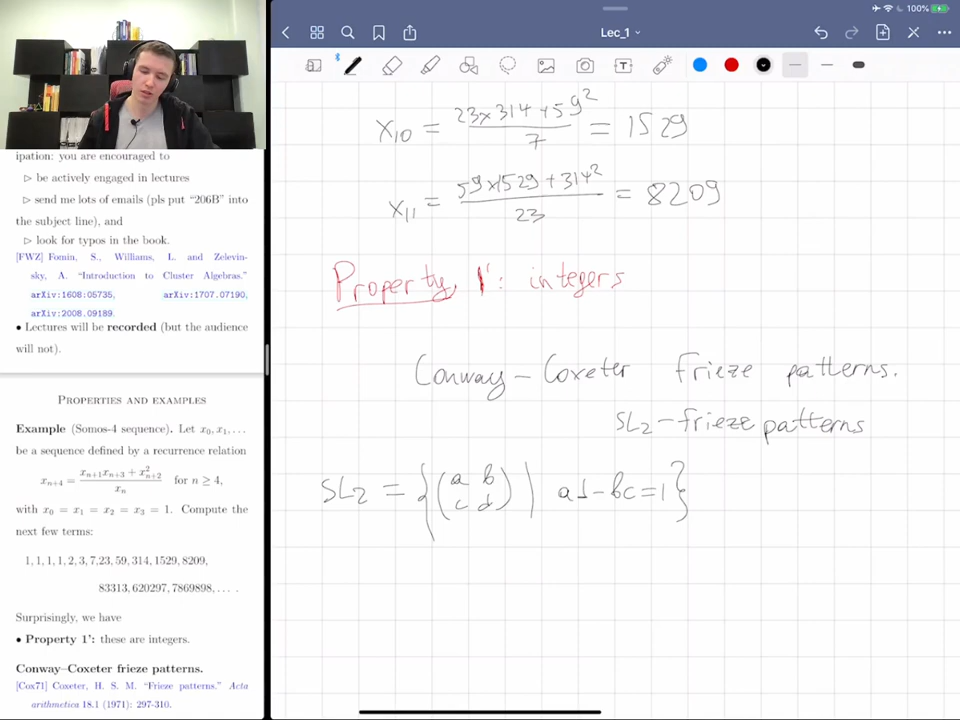 ipation: you are encouraged to
▷ be actively engaged in lectures
▷ send me lots of emails (pls put “206B” into
the subject line), and
▷ look for typos in the book.
[FWZ] Fomin, S., Williams, L. and Zelevin-
sky, A. “Introduction to Cluster Algebras.”
arXiv:1608:05735, arXiv:1707.07190,
arXiv:2008.09189.
• Lectures will be recorded (but the audience
will not).
PROPERTIES AND EXAMPLES
Example (Somos-4 sequence). Let x₀, x₁, . . .
be a sequence defined by a recurrence relation
xₙ₊₄ = (xₙ₊₁xₙ₊₃ + x²ₙ₊₂)/xₙ for n ≥ 4,
with x₀ = x₁ = x₂ = x₃ = 1. Compute the
next few terms:
1, 1, 1, 1, 2, 3, 7, 23, 59, 314, 1529, 8209,
83313, 620297, 7869898, . . . .
Surprisingly, we have
• Property 1’: these are integers.
Conway–Coxeter frieze patterns.
[Cox71] Coxeter, H. S. M. “Frieze patterns.” Acta
arithmetica 18.1 (1971): 297-310.
100%
Lec_1
x₁₀ = (23×314 + 59²)/7 = 1529
x₁₁ = (59×1529 + 314²)/23 = 8209
Property 1': integers
Conway – Coxeter frieze patterns.
SL₂ – frieze patterns
SL₂ = {(a b c d) | ad – bc = 1}